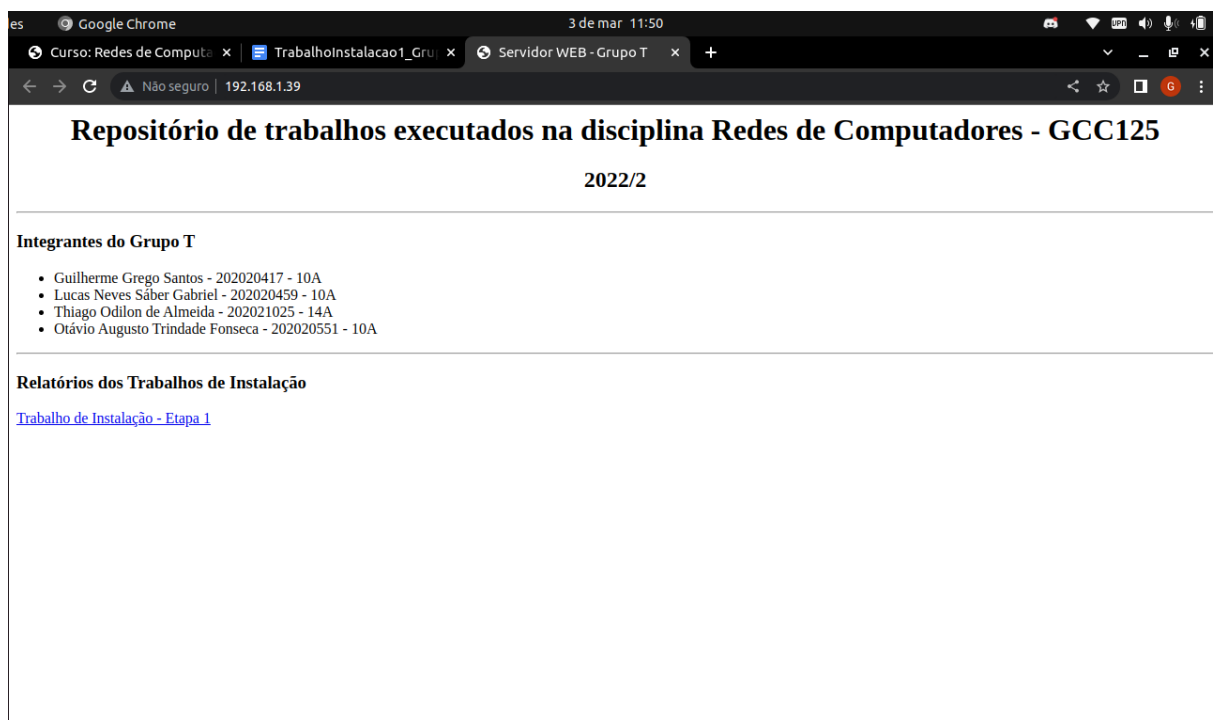 es Google Chrome 3 de mar 11:50
Curso: Redes de Computa TrabalhoInstalacao1_Gru Servidor WEB - Grupo T
Não seguro 192.168.1.39 G
Repositório de trabalhos executados na disciplina Redes de Computadores - GCC125
2022/2
Integrantes do Grupo T
Guilherme Grego Santos - 202020417 - 10A
Lucas Neves Sáber Gabriel - 202020459 - 10A
Thiago Odilon de Almeida - 202021025 - 14A
Otávio Augusto Trindade Fonseca - 202020551 - 10A
Relatórios dos Trabalhos de Instalação
Trabalho de Instalação - Etapa 1